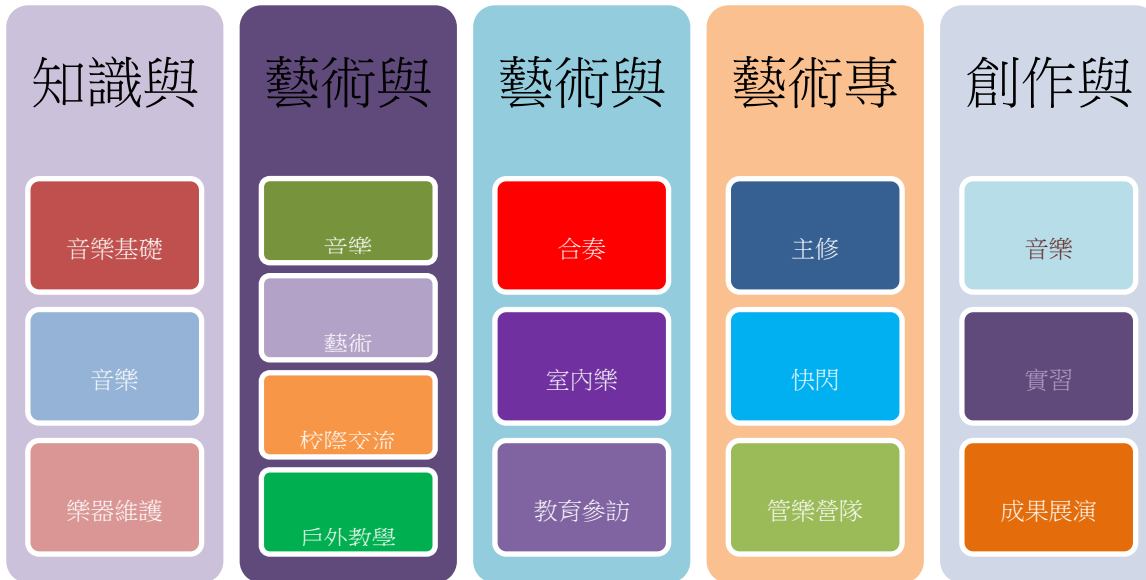 知識與
音樂基礎
音樂
樂器維護
藝術與
音樂
藝術
校際交流
戶外教學
藝術與
合奏
室內樂
教育參訪
藝術專
主修
快閃
管樂營隊
創作與
音樂
實習
成果展演